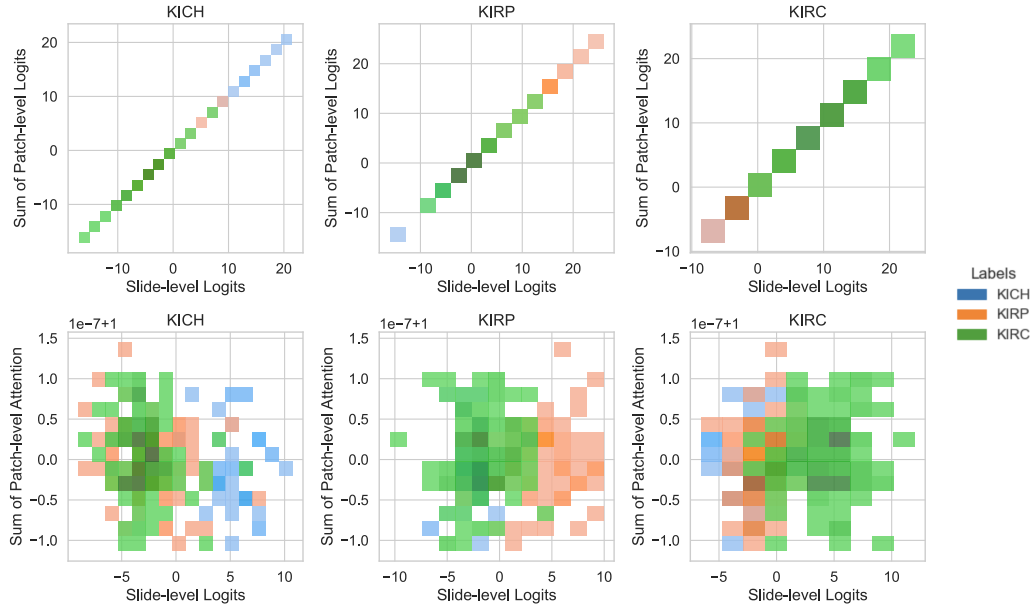 KICH
KIRP
KIRC
Sum of Patch-level Logits
20
10
0
−10
−10
0
10
20
Slide-level Logits
Sum of Patch-level Logits
20
10
0
−10
−10
0
10
20
Slide-level Logits
Sum of Patch-level Logits
20
10
0
−10
−10
0
10
20
Slide-level Logits
Labels
KICH
KIRP
KIRC
KICH
KIRP
KIRC
1e-7+1
Sum of Patch-level Attention
1.5
1.0
0.5
0.0
−0.5
−1.0
−5
0
5
10
Slide-level Logits
1e-7+1
Sum of Patch-level Attention
1.5
1.0
0.5
0.0
−0.5
−1.0
−10
−5
0
5
10
Slide-level Logits
1e-7+1
Sum of Patch-level Attention
1.5
1.0
0.5
0.0
−0.5
−1.0
−5
0
5
10
Slide-level Logits